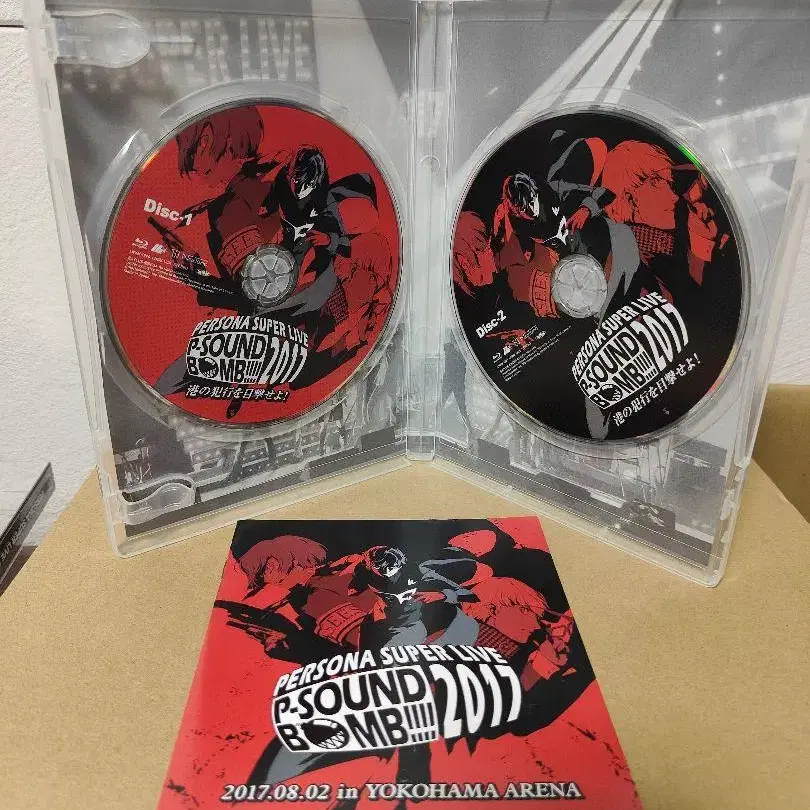 ER LIVE
Disc-1
S.E.E.S
PERSONA SUPER LIVE
P-SOUND
BOMB!!!! 2017
港の犯行を目撃せよ!
Disc-2
S.E.E.S
PERSONA SUPER LIVE
P-SOUND
BOMB!!!! 2017
港の犯行を目撃せよ!
S.E.E.S
PERSONA SUPER LIVE
P-SOUND
BOMB!!!! 2017
2017.08.02 in YOKOHAMA ARENA